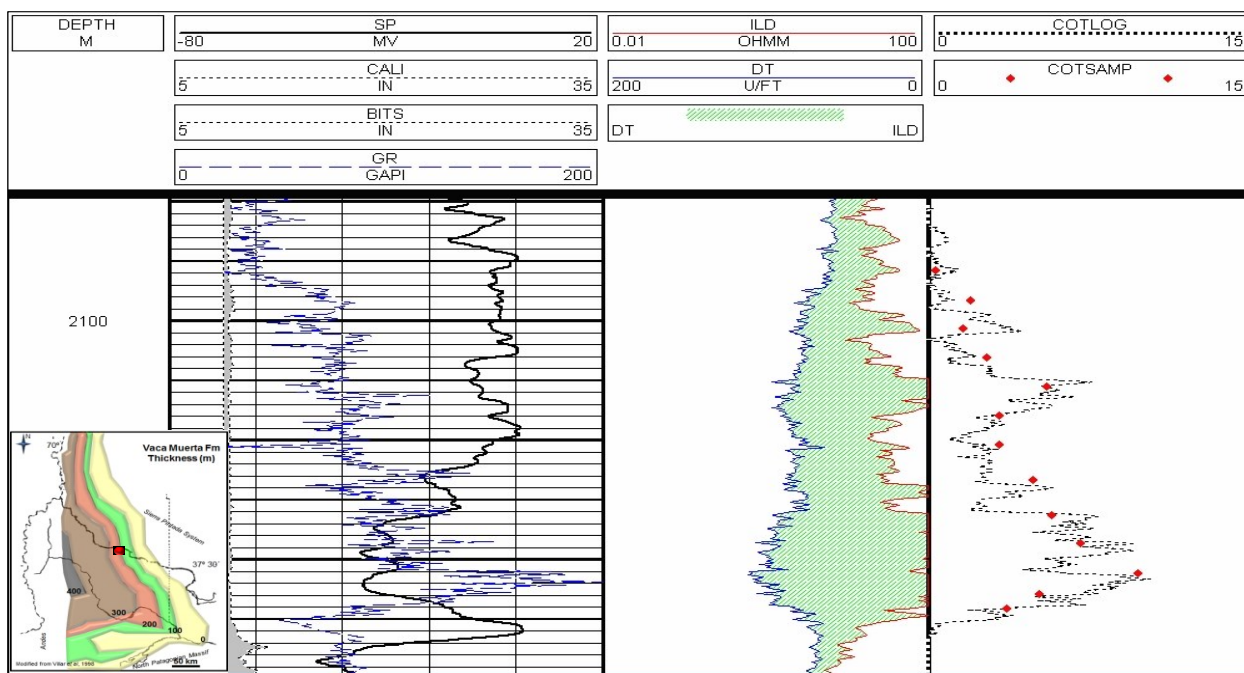 DEPTH
M
SP
-80 MV 20
CALI
5 IN 35
BITS
5 IN 35
GR
0 GAPI 200
ILD
0.01 OHMM 100
DT
200 U/FT 0
DT ILD
COTLOG
0 15
COTSAMP
0 15
2100
N
70°
Vaca Muerta Fm
Thickness (m)
Sierra Pintada System
37° 30´
400
300
200
100
0
Andes
North Patagonian Massif
50 km
Modified from Villar et al., 1998